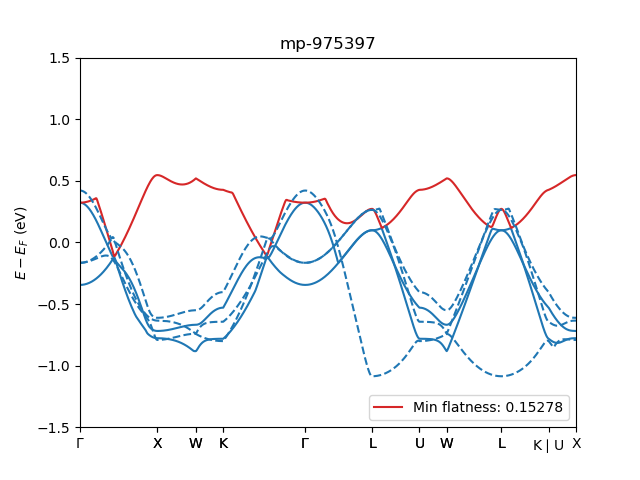 mp-975397
E − E_F (eV)
1.5
1.0
0.5
0.0
−0.5
−1.0
−1.5
Min flatness: 0.15278
Γ X W K Γ L U W L K | U X